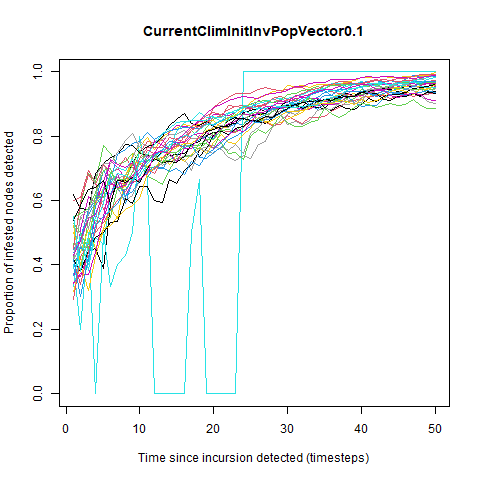 CurrentClimInitInvPopVector0.1
Proportion of infested nodes detected
1.0
0.8
0.6
0.4
0.2
0.0
0 10 20 30 40 50
Time since incursion detected (timesteps)